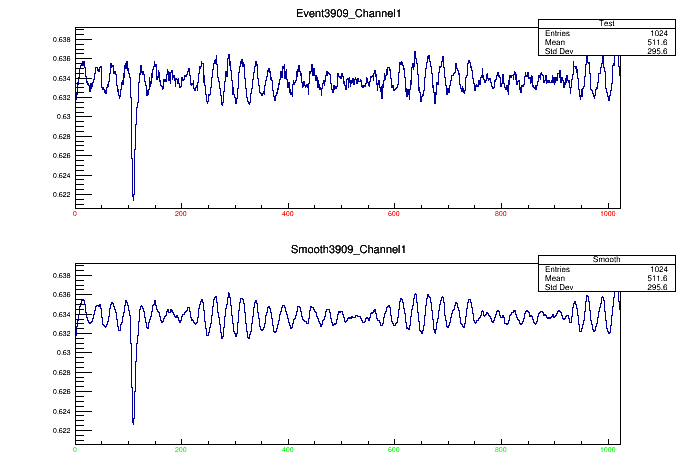 Event3909_Channel1
Test
Entries 1024
Mean 511.6
Std Dev 295.6
0.638
0.636
0.634
0.632
0.63
0.628
0.626
0.624
0.622
0 200 400 600 800 1000
Smooth3909_Channel1
Smooth
Entries 1024
Mean 511.6
Std Dev 295.6
0.638
0.636
0.634
0.632
0.63
0.628
0.626
0.624
0.622
0 200 400 600 800 1000